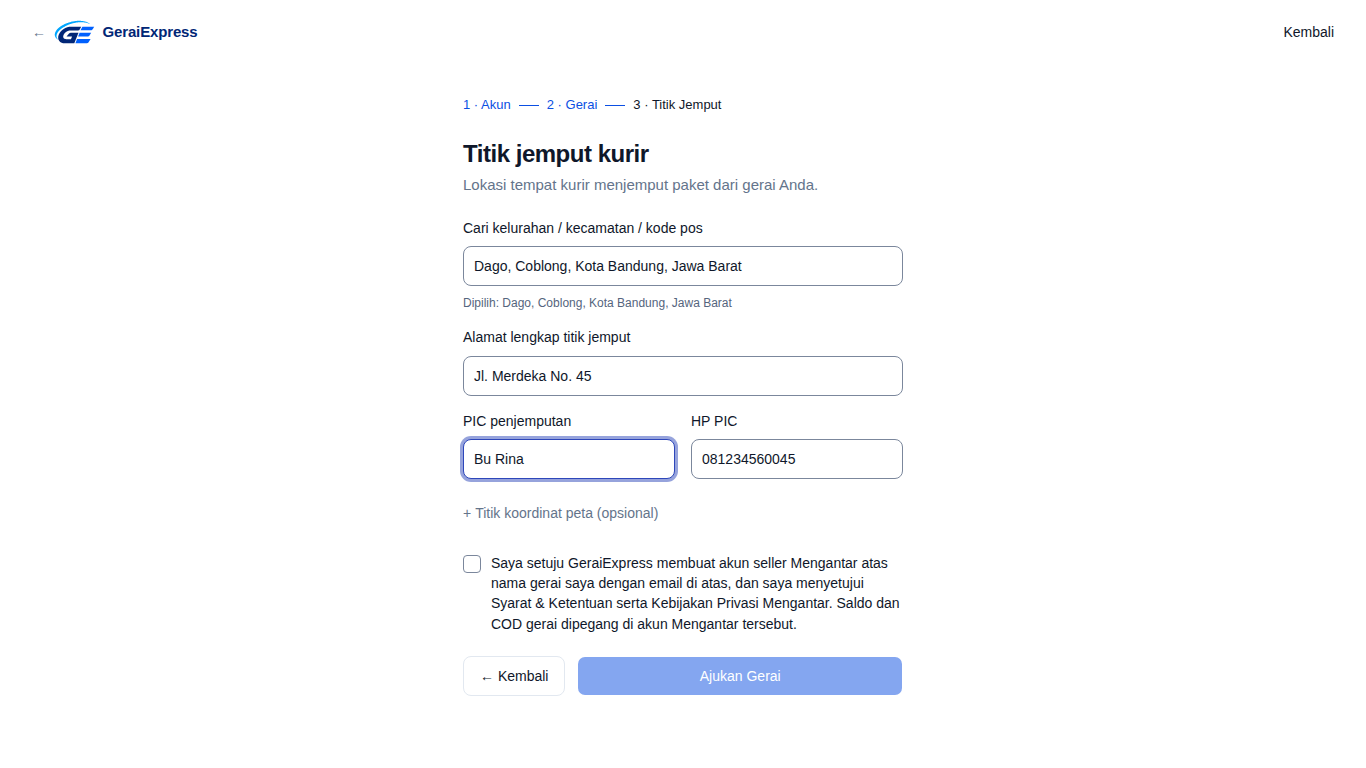 ← GE GeraiExpress
Kembali
1 · Akun — 2 · Gerai — 3 · Titik Jemput
Titik jemput kurir
Lokasi tempat kurir menjemput paket dari gerai Anda.
Cari kelurahan / kecamatan / kode pos
Dago, Coblong, Kota Bandung, Jawa Barat
Dipilih: Dago, Coblong, Kota Bandung, Jawa Barat
Alamat lengkap titik jemput
Jl. Merdeka No. 45
PIC penjemputan HP PIC
Bu Rina 081234560045
+ Titik koordinat peta (opsional)
Saya setuju GeraiExpress membuat akun seller Mengantar atas
nama gerai saya dengan email di atas, dan saya menyetujui
Syarat & Ketentuan serta Kebijakan Privasi Mengantar. Saldo dan
COD gerai dipegang di akun Mengantar tersebut.
← Kembali Ajukan Gerai